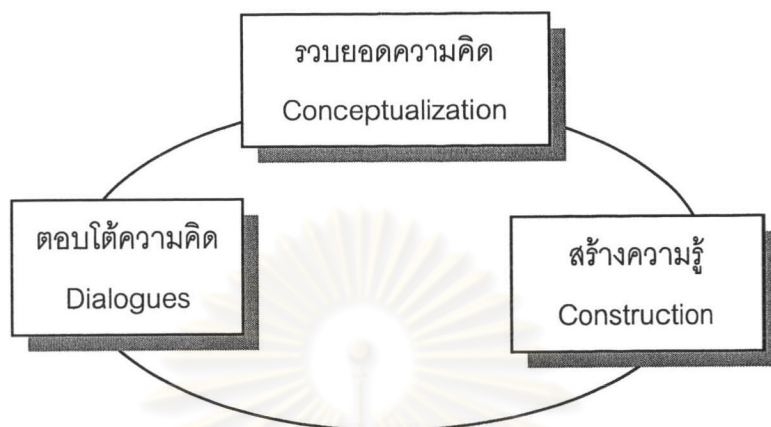 รวบยอดความคิด
Conceptualization
ตอบโต้ความคิด
Dialogues
สร้างความรู้
Construction